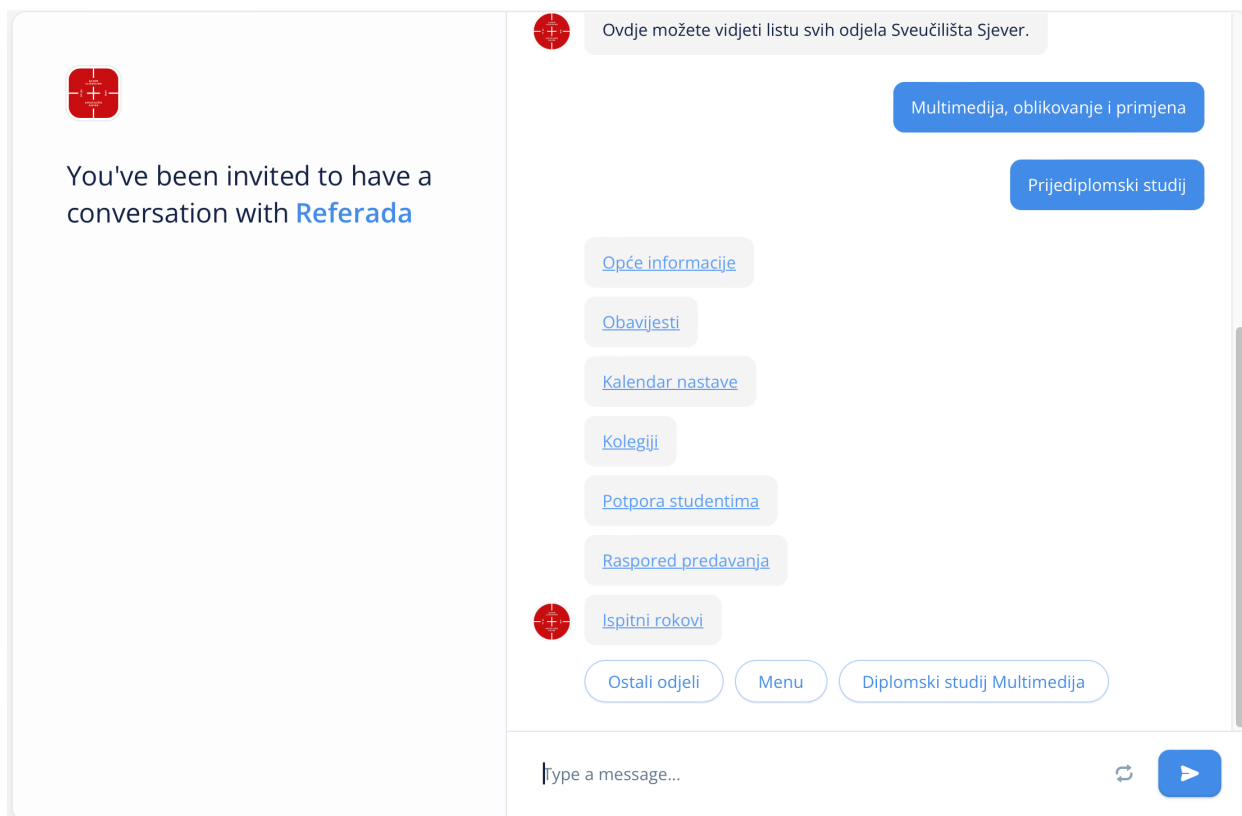 You've been invited to have a
conversation with Referada
Ovdje možete vidjeti listu svih odjela Sveučilišta Sjever.
Multimedija, oblikovanje i primjena
Prijediplomski studij
Opće informacije
Obavijesti
Kalendar nastave
Kolegiji
Potpora studentima
Raspored predavanja
Ispitni rokovi
Ostali odjeli
Menu
Diplomski studij Multimedija
Type a message...